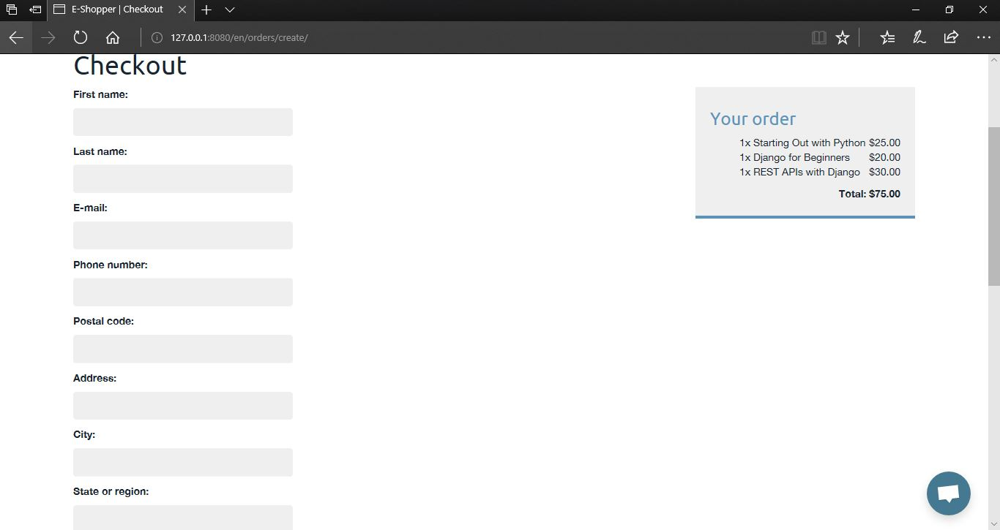 E-Shopper | Checkout
127.0.0.1:8080/en/orders/create/
Checkout
First name:
Last name:
E-mail:
Phone number:
Postal code:
Address:
City:
State or region:
Your order
1x Starting Out with Python $25.00
1x Django for Beginners $20.00
1x REST APIs with Django $30.00
Total: $75.00